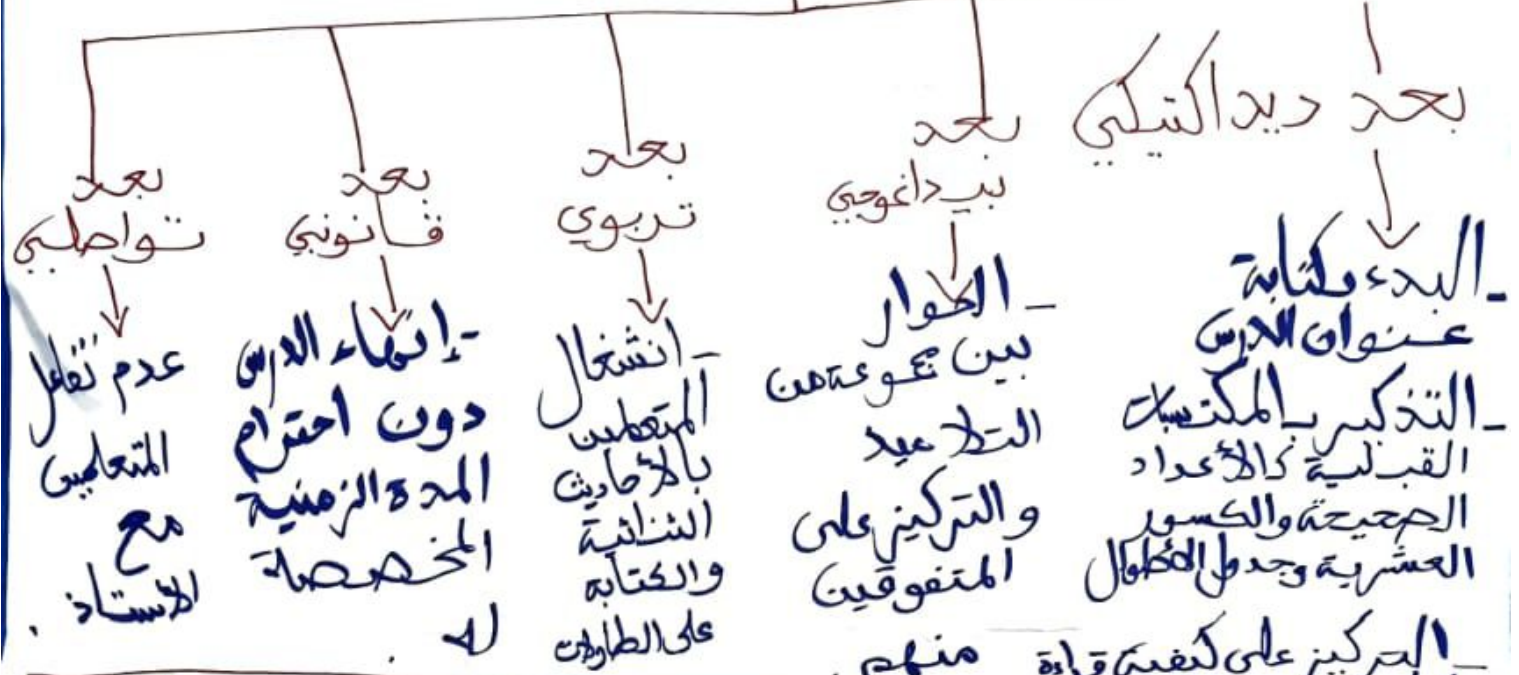 بعد ديداكتيكي
- البدء بكتابة
عنوان الدرس
- التذكير بالمكتسبات
القبلية كالأعداد
الصحيحة والكسور
العشرية وجدول الأطوال
- التركيز على كيفية قراءة
بعد
بيداغوجي
- الحوار
بين مجموعة من
التلاميذ
والتركيز على
المتفوقين
منهم
بعد
تربوي
- انشغال
المتعلمين
بالأحاديث
الثنائية
والكتابة
على الطاولات
بعد
قانوني
- إنهاء الدرس
دون احترام
المدة الزمنية
المخصصة
له .
بعد
تواصلي
عدم تفاعل
المتعلمين
مع
الأستاذ .